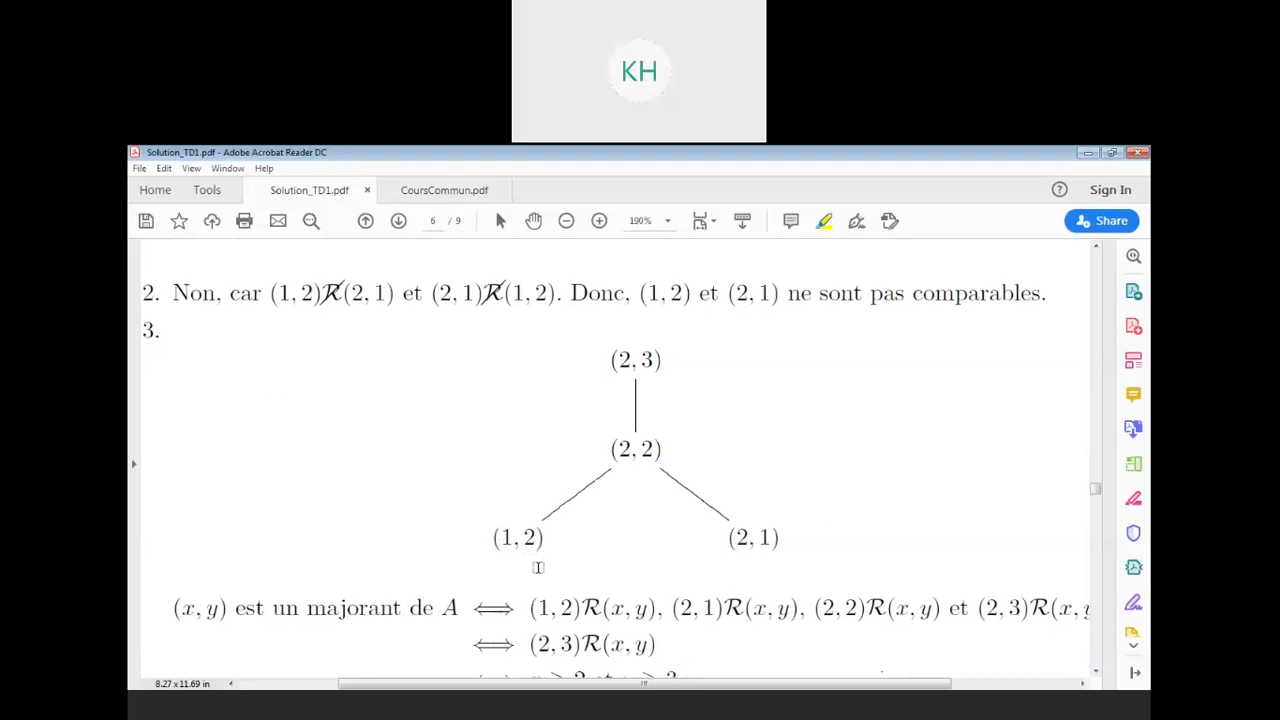 KH
Solution_TD1.pdf - Adobe Acrobat Reader DC
File Edit View Window Help
Home Tools Solution_TD1.pdf × CoursCommun.pdf Sign In
6 / 9 190% Share
2. Non, car (1, 2)ℛ̸(2, 1) et (2, 1)ℛ̸(1, 2). Donc, (1, 2) et (2, 1) ne sont pas comparables.
3.
(2, 3)
(2, 2)
(1, 2) (2, 1)
(x, y) est un majorant de A ⟺ (1, 2)ℛ(x, y), (2, 1)ℛ(x, y), (2, 2)ℛ(x, y) et (2, 3)ℛ(x, y
⟺ (2, 3)ℛ(x, y)
8.27 x 11.69 in